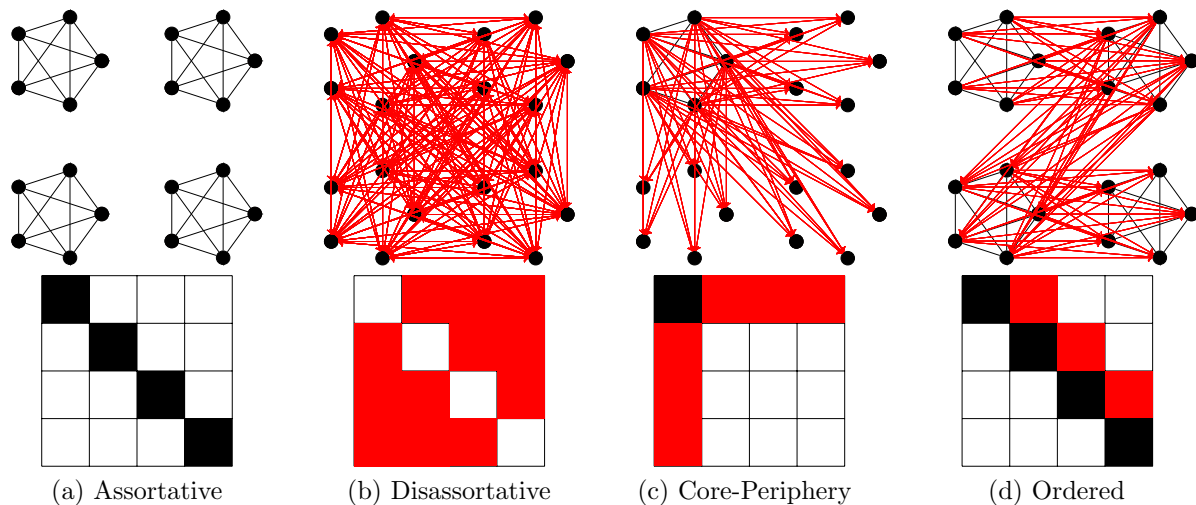 (a) Assortative
(b) Disassortative
(c) Core-Periphery
(d) Ordered